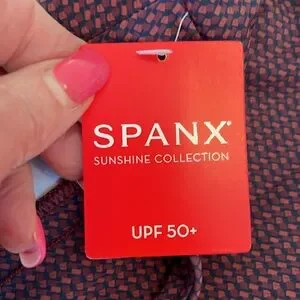 SPANX®
SUNSHINE COLLECTION
UPF 50+